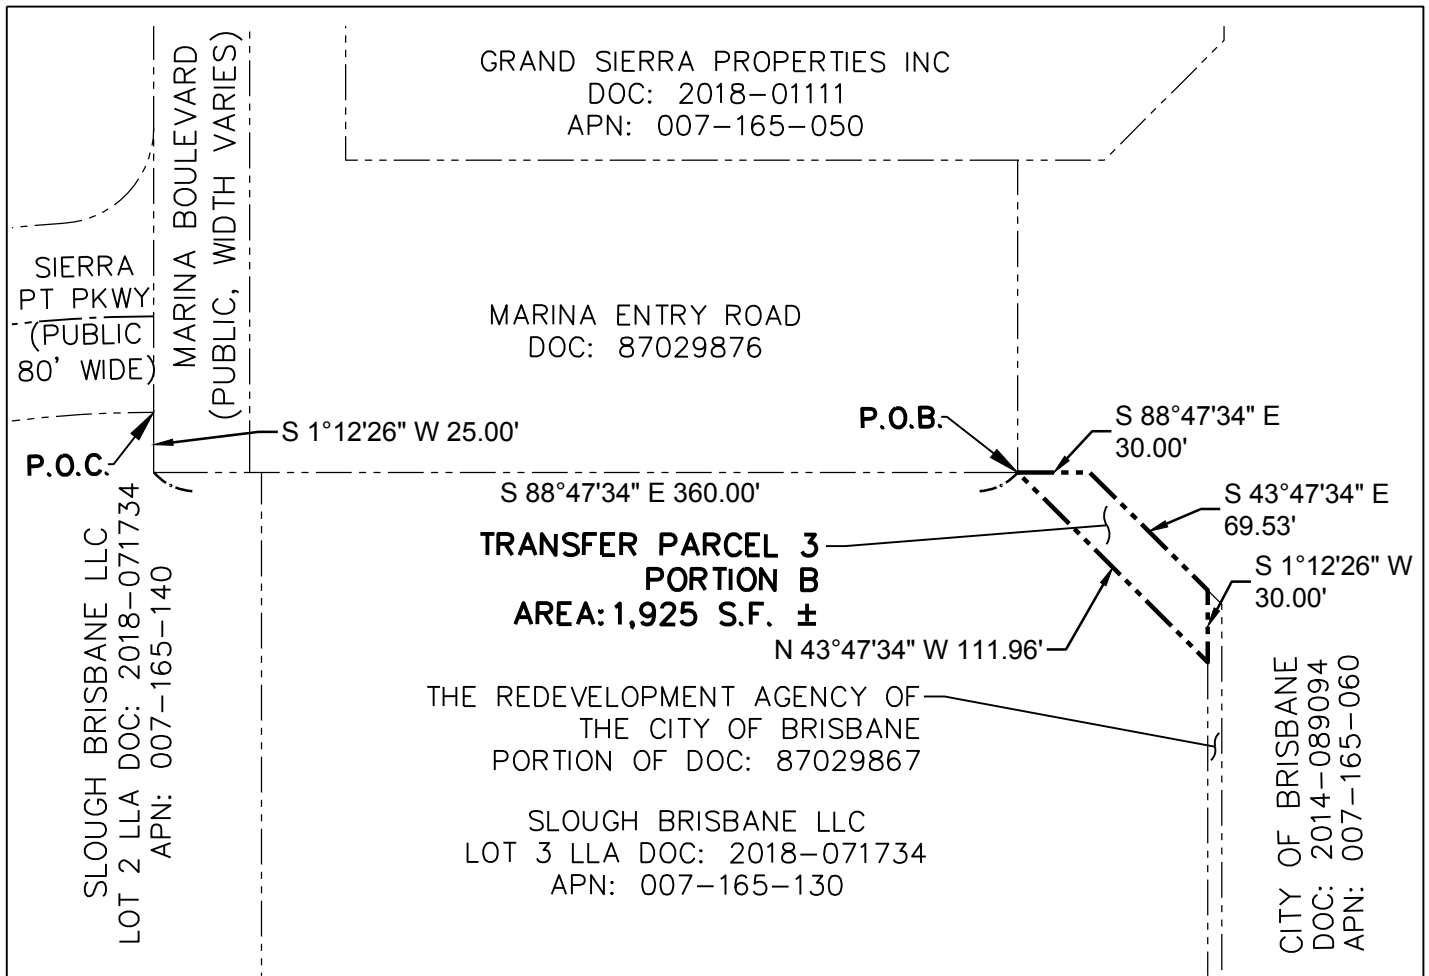 GRAND SIERRA PROPERTIES INC
DOC: 2018-01111
APN: 007-165-050
MARINA BOULEVARD
(PUBLIC, WIDTH VARIES)
SIERRA
PT PKWY
(PUBLIC
80' WIDE)
MARINA ENTRY ROAD
DOC: 87029876
P.O.C.
S 1°12'26" W 25.00'
P.O.B.
S 88°47'34" E
30.00'
S 88°47'34" E 360.00'
S 43°47'34" E
69.53'
TRANSFER PARCEL 3
PORTION B
AREA: 1,925 S.F. ±
S 1°12'26" W
30.00'
N 43°47'34" W 111.96'
THE REDEVELOPMENT AGENCY OF
THE CITY OF BRISBANE
PORTION OF DOC: 87029867
SLOUGH BRISBANE LLC
LOT 2 LLA DOC: 2018-071734
APN: 007-165-140
SLOUGH BRISBANE LLC
LOT 3 LLA DOC: 2018-071734
APN: 007-165-130
CITY OF BRISBANE
DOC: 2014-089094
APN: 007-165-060